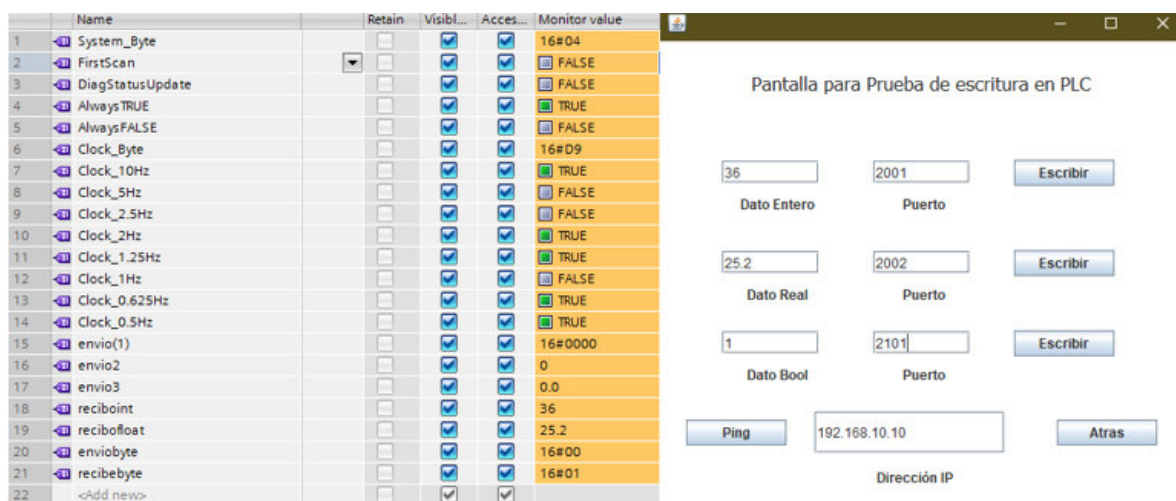 Name Retain Visibl... Acces... Monitor value
1 System_Byte 16#04
2 FirstScan FALSE
3 DiagStatusUpdate FALSE
4 AlwaysTRUE TRUE
5 AlwaysFALSE FALSE
6 Clock_Byte 16#D9
7 Clock_10Hz TRUE
8 Clock_5Hz FALSE
9 Clock_2.5Hz FALSE
10 Clock_2Hz TRUE
11 Clock_1.25Hz TRUE
12 Clock_1Hz FALSE
13 Clock_0.625Hz TRUE
14 Clock_0.5Hz TRUE
15 envio(1) 16#0000
16 envio2 0
17 envio3 0.0
18 reciboint 36
19 recibofloat 25.2
20 enviobyte 16#00
21 recibebyte 16#01
22 <Add new>
Pantalla para Prueba de escritura en PLC
36 2001 Escribir
Dato Entero Puerto
25.2 2002 Escribir
Dato Real Puerto
1 2101 Escribir
Dato Bool Puerto
Ping 192.168.10.10 Atras
Dirección IP